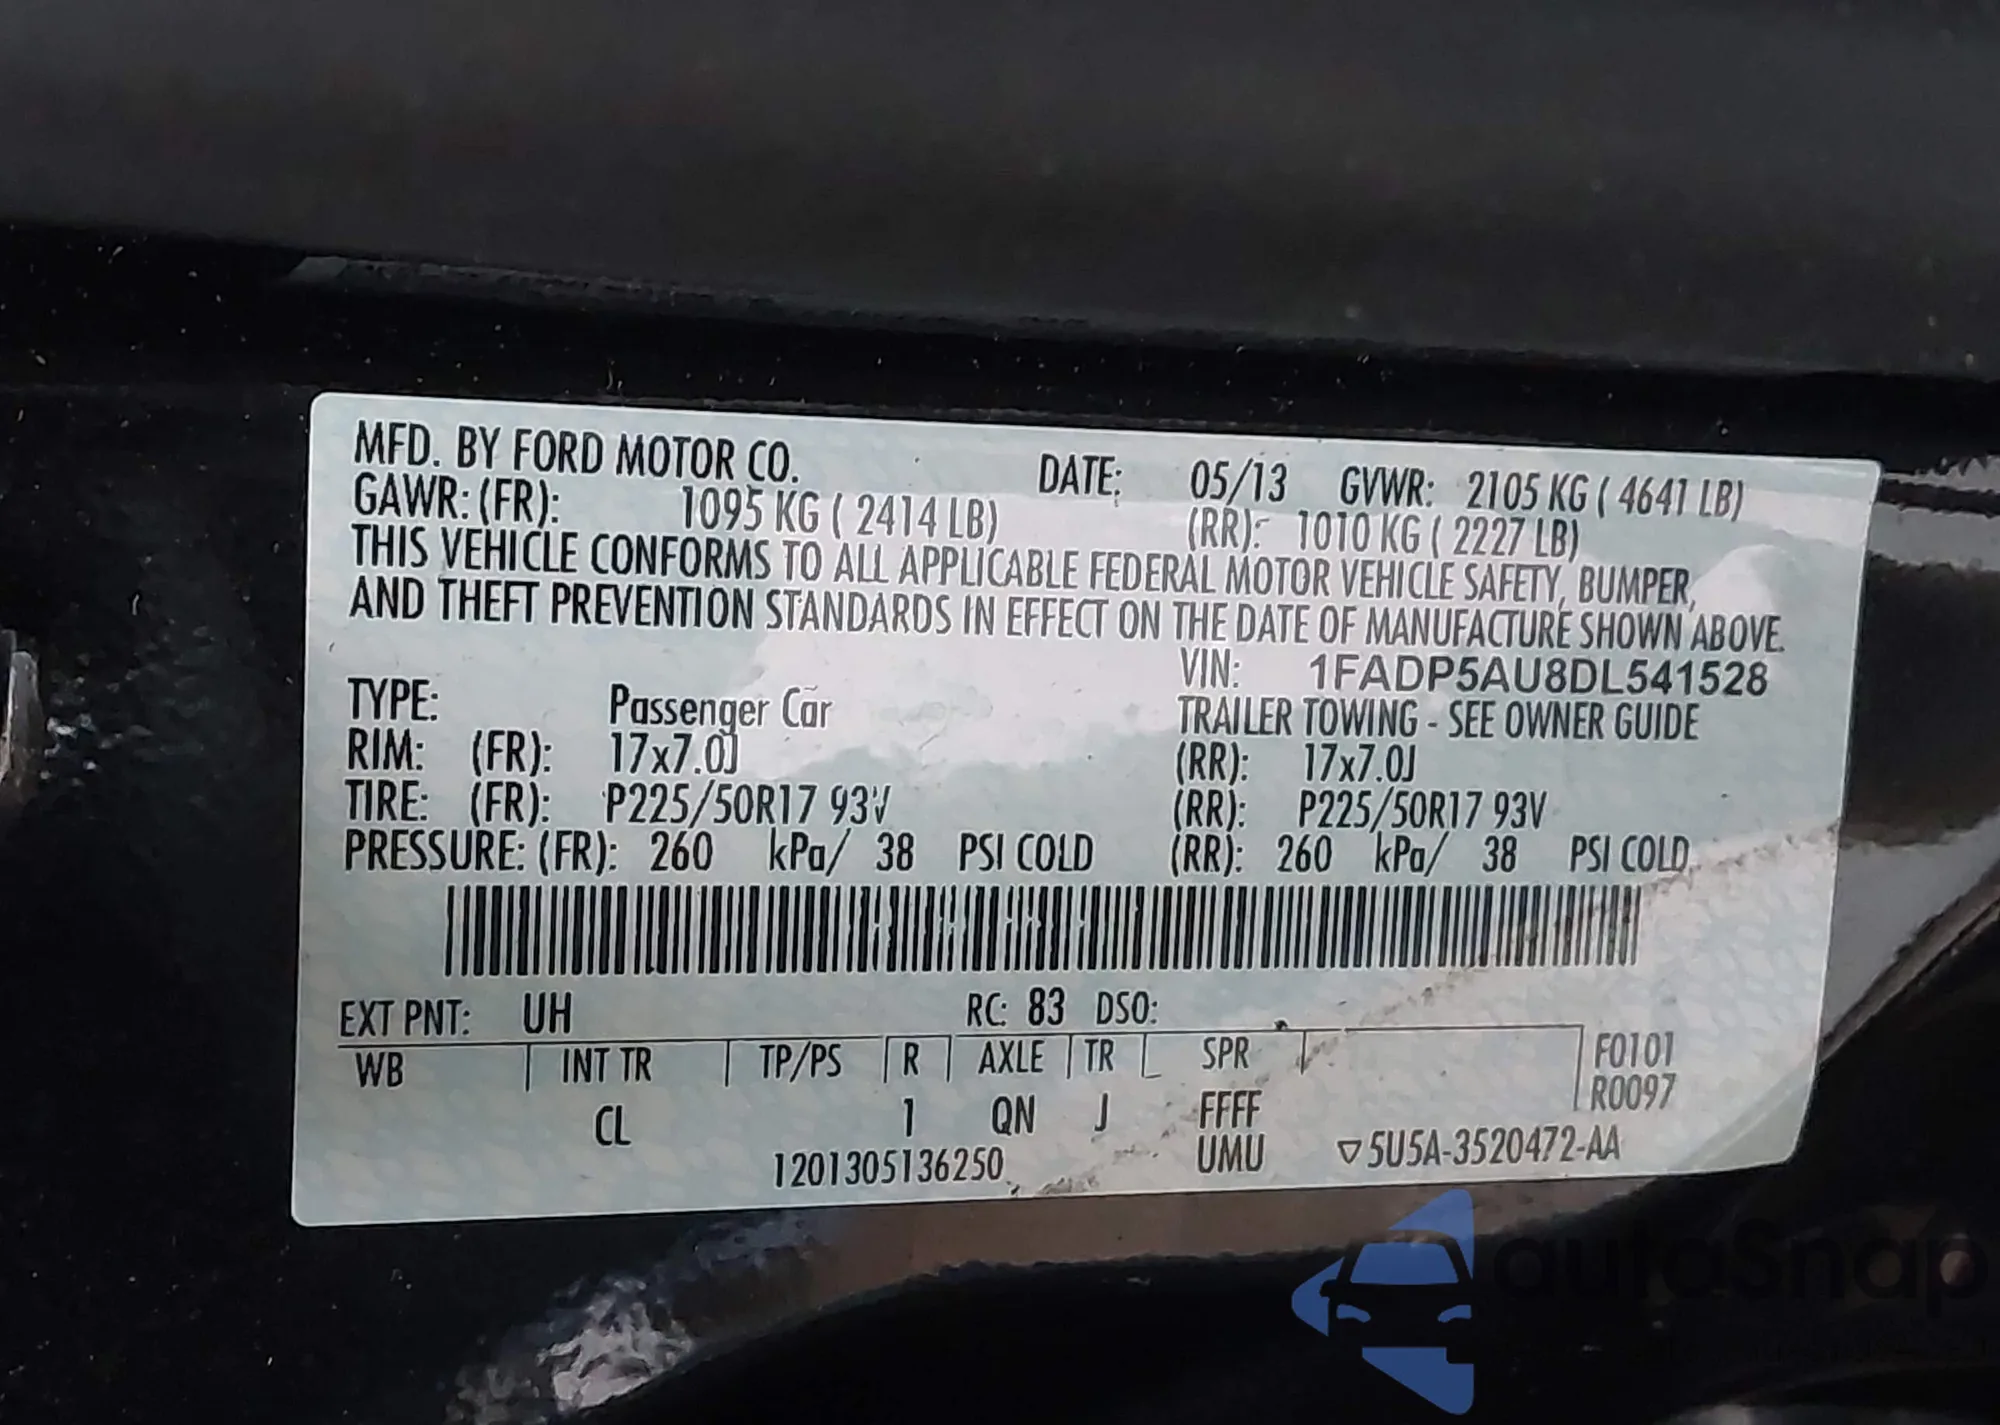 MFD. BY FORD MOTOR CO. DATE: 05/13 GVWR: 2105 KG ( 4641 LB)
GAWR: (FR): 1095 KG ( 2414 LB) (RR): 1010 KG ( 2227 LB)
THIS VEHICLE CONFORMS TO ALL APPLICABLE FEDERAL MOTOR VEHICLE SAFETY, BUMPER,
AND THEFT PREVENTION STANDARDS IN EFFECT ON THE DATE OF MANUFACTURE SHOWN ABOVE.
VIN: 1FADP5AU8DL541528
TYPE: Passenger Car TRAILER TOWING - SEE OWNER GUIDE
RIM: (FR): 17x7.0J (RR): 17x7.0J
TIRE: (FR): P225/50R17 93V (RR): P225/50R17 93V
PRESSURE: (FR): 260 kPa/ 38 PSI COLD (RR): 260 kPa/ 38 PSI COLD
EXT PNT: UH RC: 83 DSO:
WB INT TR TP/PS R AXLE TR SPR F0101
R0097
CL 1 QN J FFFF
1201305136250 UMU ▽5U5A-3520472-AA
autoSnap